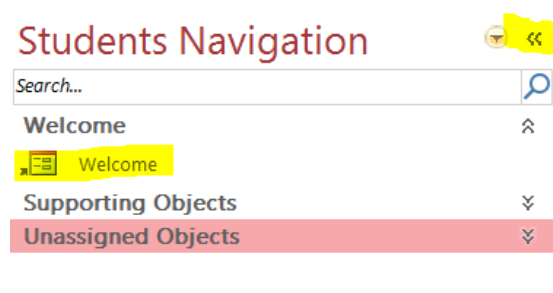 Students Navigation
Search...
Welcome
Welcome
Supporting Objects
Unassigned Objects